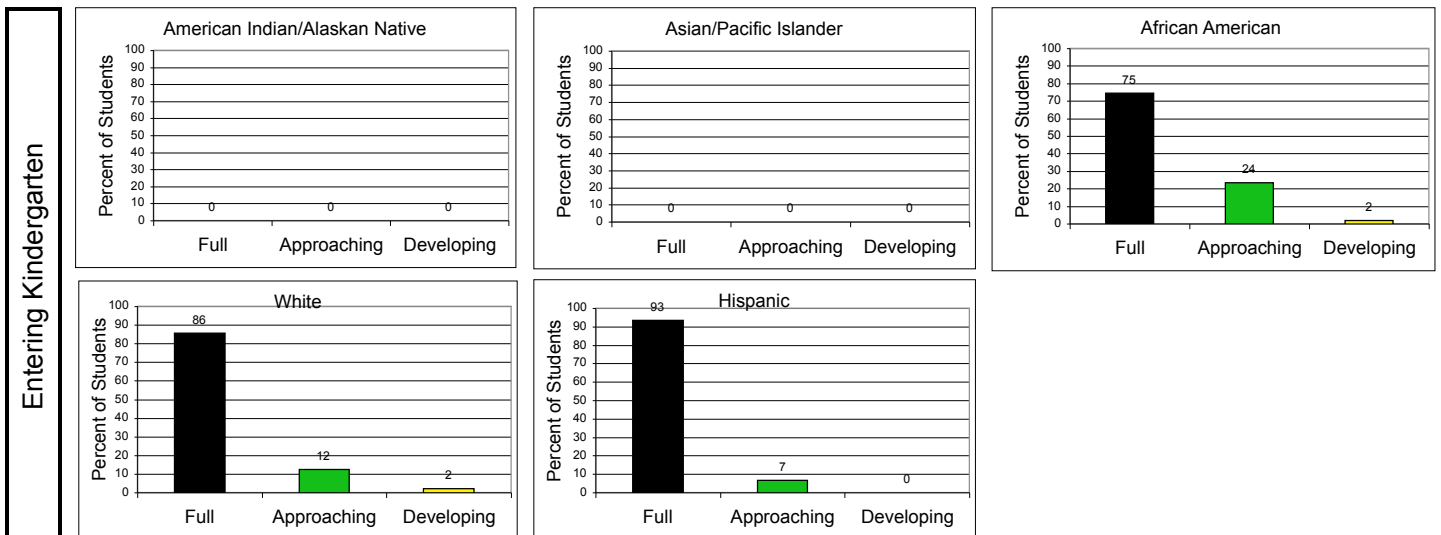 Entering Kindergarten
American Indian/Alaskan Native
Percent of Students
100
90
80
70
60
50
40
30
20
10
0
0 0 0
Full Approaching Developing
Asian/Pacific Islander
Percent of Students
100
90
80
70
60
50
40
30
20
10
0
0 0 0
Full Approaching Developing
African American
Percent of Students
100
90
80
70
60
50
40
30
20
10
0
75 24 2
Full Approaching Developing
White
Percent of Students
100
90
80
70
60
50
40
30
20
10
0
86 12 2
Full Approaching Developing
Hispanic
Percent of Students
100
90
80
70
60
50
40
30
20
10
0
93 7 0
Full Approaching Developing